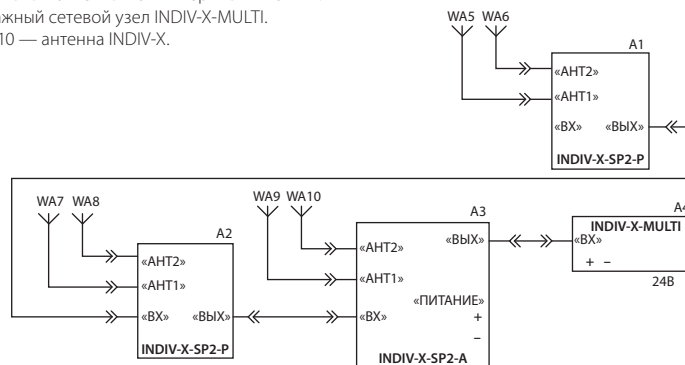 ажный сетевой узел INDIV-X-MULTI.
10 — антенна INDIV-X.
WA5 WA6
A1
«АНТ2»
«АНТ1»
«ВХ» «ВЫХ»
INDIV-X-SP2-P
WA7 WA8
A2
«АНТ2»
«АНТ1»
«ВХ» «ВЫХ»
INDIV-X-SP2-P
WA9 WA10
A3
«АНТ2» «ВЫХ»
«АНТ1»
«ПИТАНИЕ»
«ВХ» +
–
INDIV-X-SP2-A
A4
INDIV-X-MULTI
«ВХ»
+ –
24В